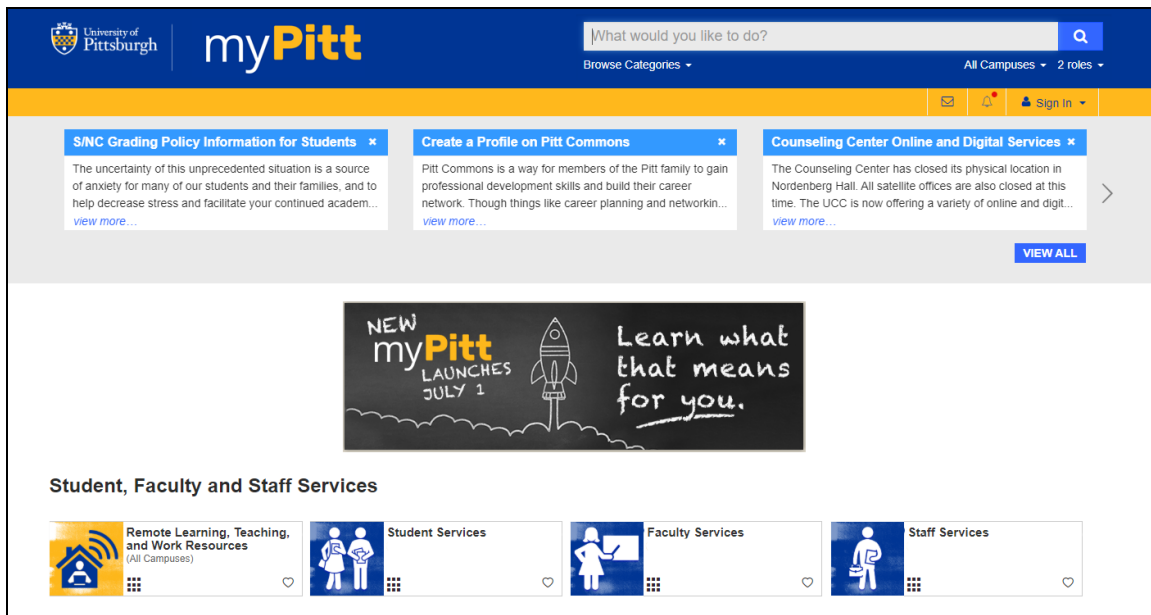 University of
Pittsburgh
myPitt
What would you like to do?
Browse Categories
All Campuses
2 roles
Sign In
S/NC Grading Policy Information for Students
The uncertainty of this unprecedented situation is a source
of anxiety for many of our students and their families, and to
help decrease stress and facilitate your continued academ...
view more...
Create a Profile on Pitt Commons
Pitt Commons is a way for members of the Pitt family to gain
professional development skills and build their career
network. Though things like career planning and networkin...
view more...
Counseling Center Online and Digital Services
The Counseling Center has closed its physical location in
Nordenberg Hall. All satellite offices are also closed at this
time. The UCC is now offering a variety of online and digit...
view more...
VIEW ALL
NEW
myPitt
LAUNCHES
JULY 1
Learn what
that means
for you.
Student, Faculty and Staff Services
Remote Learning, Teaching,
and Work Resources
(All Campuses)
Student Services
Faculty Services
Staff Services